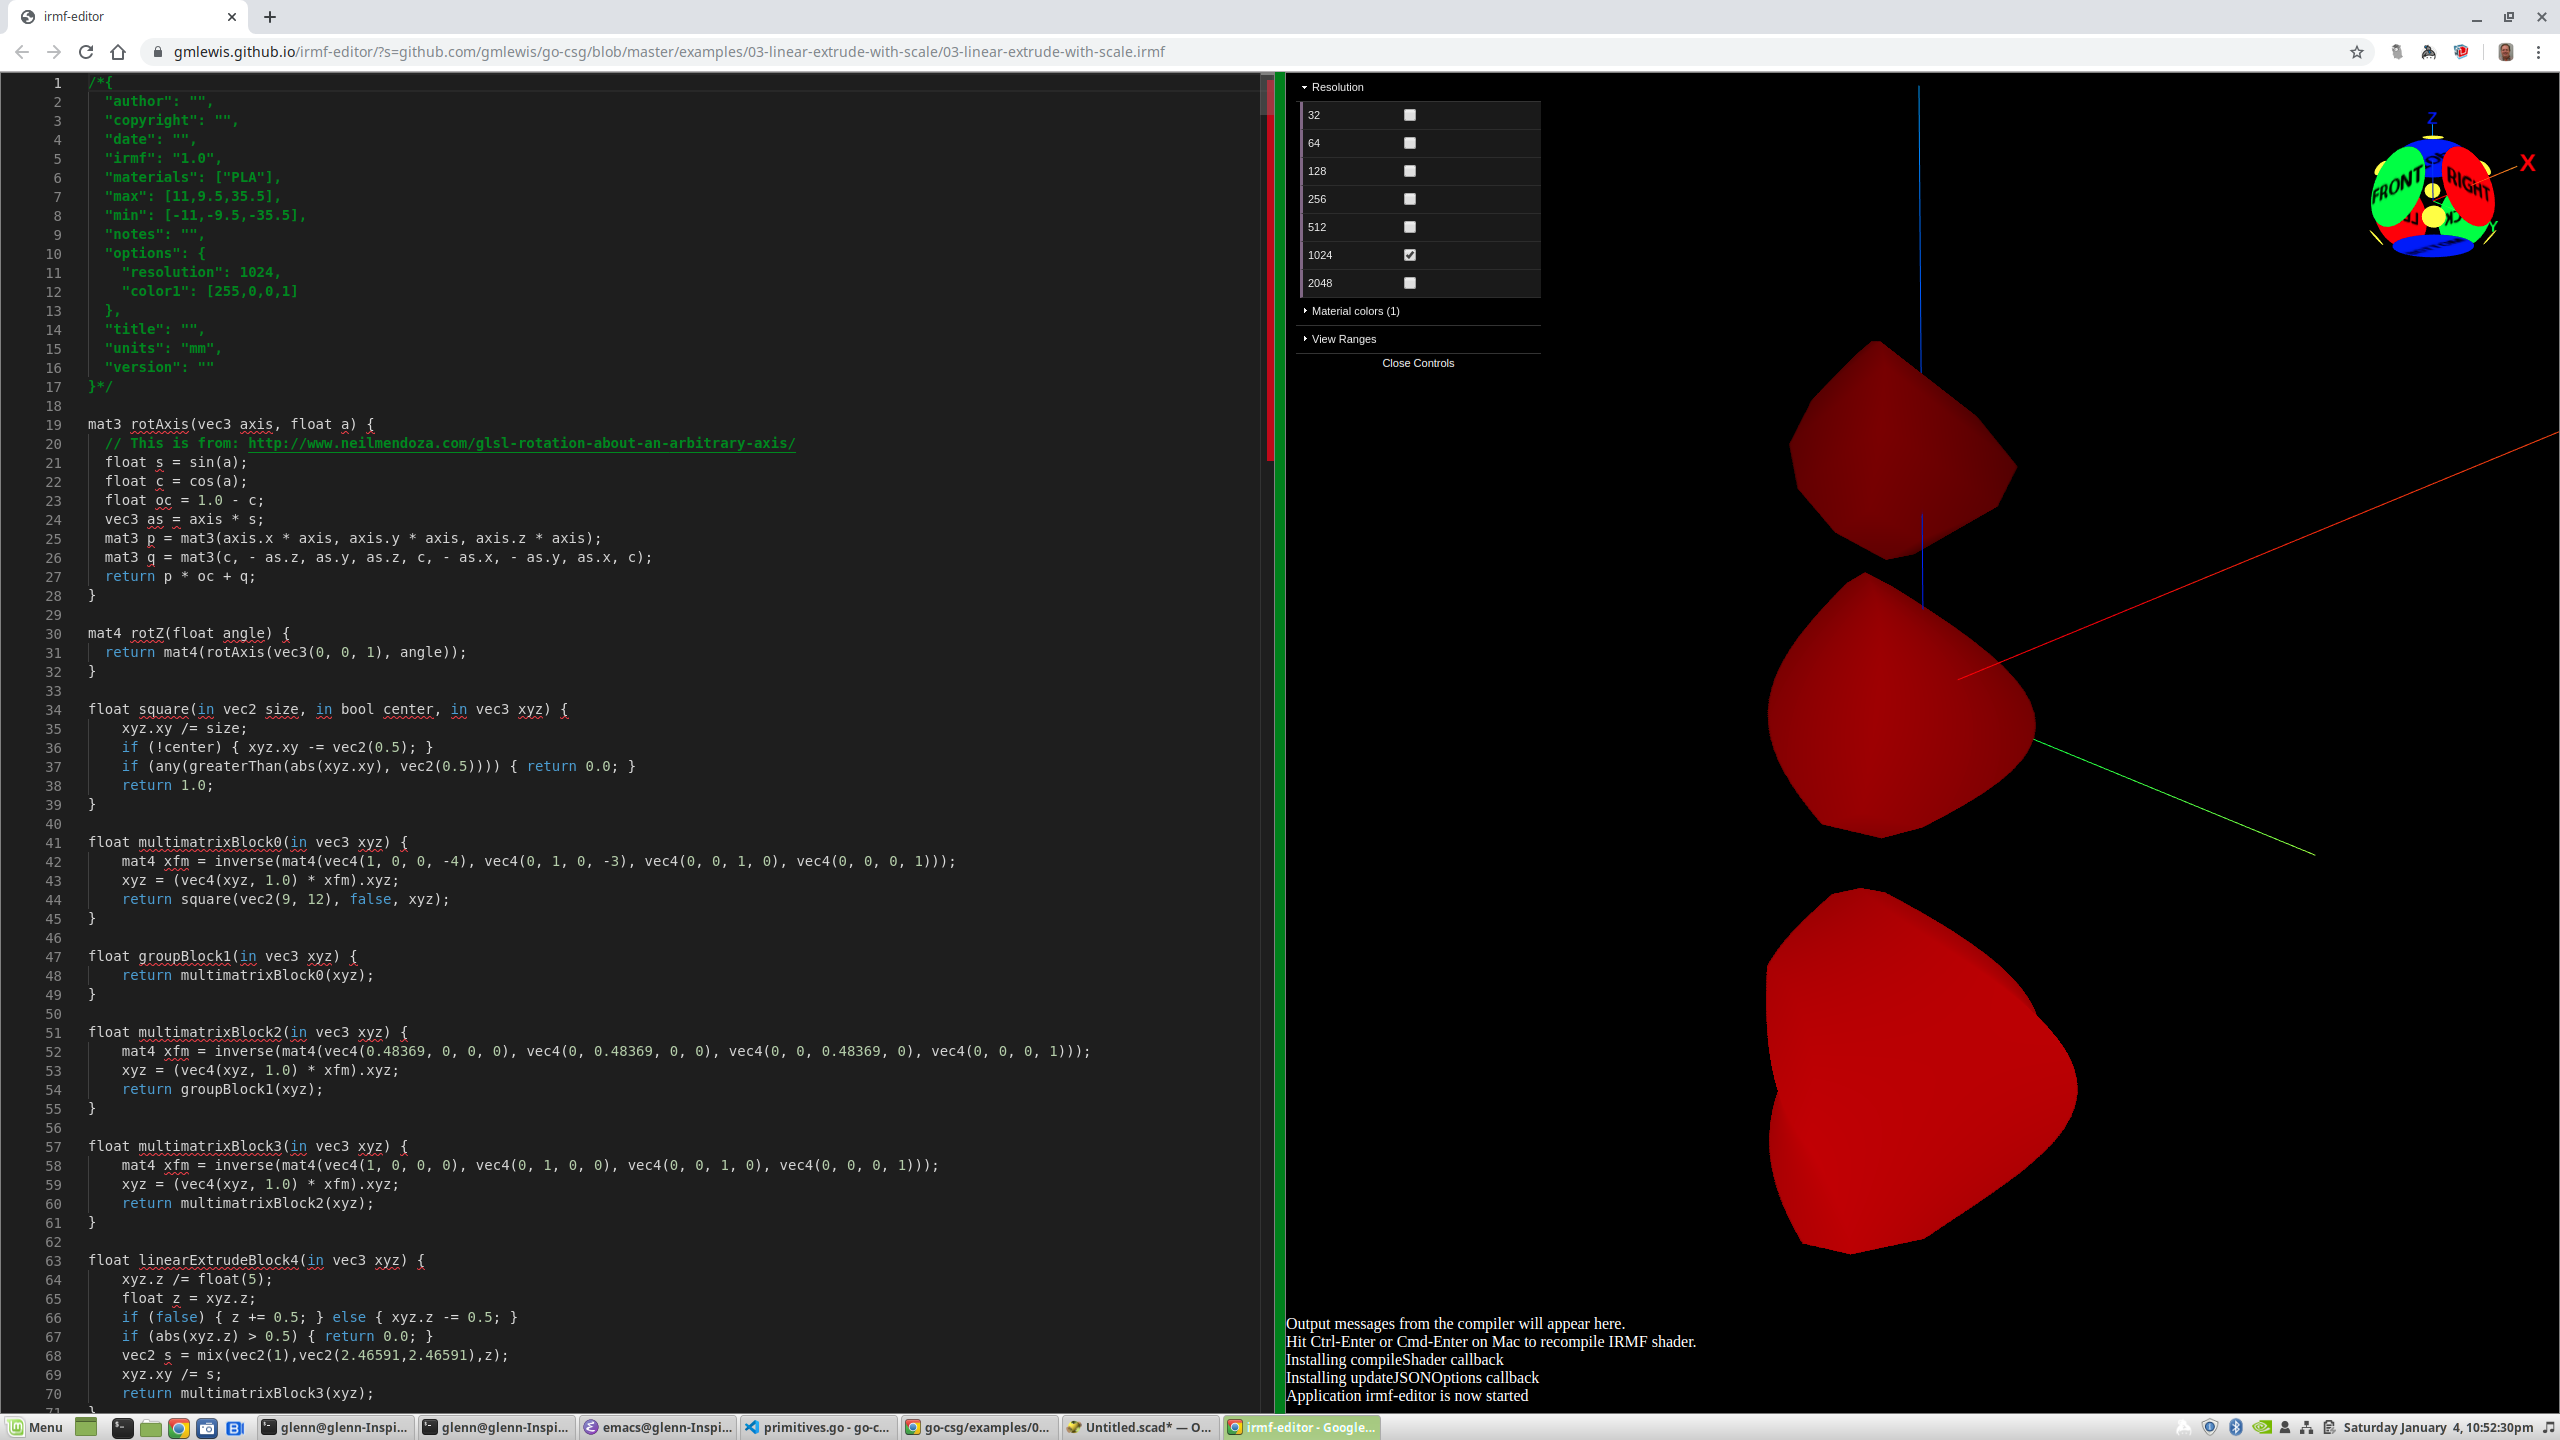 irmf-editor
gmlewis.github.io/irmf-editor/?s=github.com/gmlewis/go-csg/blob/master/examples/03-linear-extrude-with-scale/03-linear-extrude-with-scale.irmf
1 /*{
2 "author": "",
3 "copyright": "",
4 "date": "",
5 "irmf": "1.0",
6 "materials": ["PLA"],
7 "max": [11,9.5,35.5],
8 "min": [-11,-9.5,-35.5],
9 "notes": "",
10 "options": {
11 "resolution": 1024,
12 "color1": [255,0,0,1]
13 },
14 "title": "",
15 "units": "mm",
16 "version": ""
17 }*/
18
19 mat3 rotAxis(vec3 axis, float a) {
20 // This is from: http://www.neilmendoza.com/glsl-rotation-about-an-arbitrary-axis/
21 float s = sin(a);
22 float c = cos(a);
23 float oc = 1.0 - c;
24 vec3 as = axis * s;
25 mat3 p = mat3(axis.x * axis, axis.y * axis, axis.z * axis);
26 mat3 q = mat3(c, - as.z, as.y, as.z, c, - as.x, - as.y, as.x, c);
27 return p * oc + q;
28 }
29
30 mat4 rotZ(float angle) {
31 return mat4(rotAxis(vec3(0, 0, 1), angle));
32 }
33
34 float square(in vec2 size, in bool center, in vec3 xyz) {
35 xyz.xy /= size;
36 if (!center) { xyz.xy -= vec2(0.5); }
37 if (any(greaterThan(abs(xyz.xy), vec2(0.5)))) { return 0.0; }
38 return 1.0;
39 }
40
41 float multimatrixBlock0(in vec3 xyz) {
42 mat4 xfm = inverse(mat4(vec4(1, 0, 0, -4), vec4(0, 1, 0, -3), vec4(0, 0, 1, 0), vec4(0, 0, 0, 1)));
43 xyz = (vec4(xyz, 1.0) * xfm).xyz;
44 return square(vec2(9, 12), false, xyz);
45 }
46
47 float groupBlock1(in vec3 xyz) {
48 return multimatrixBlock0(xyz);
49 }
50
51 float multimatrixBlock2(in vec3 xyz) {
52 mat4 xfm = inverse(mat4(vec4(0.48369, 0, 0, 0), vec4(0, 0.48369, 0, 0), vec4(0, 0, 0.48369, 0), vec4(0, 0, 0, 1)));
53 xyz = (vec4(xyz, 1.0) * xfm).xyz;
54 return groupBlock1(xyz);
55 }
56
57 float multimatrixBlock3(in vec3 xyz) {
58 mat4 xfm = inverse(mat4(vec4(1, 0, 0, 0), vec4(0, 1, 0, 0), vec4(0, 0, 1, 0), vec4(0, 0, 0, 1)));
59 xyz = (vec4(xyz, 1.0) * xfm).xyz;
60 return multimatrixBlock2(xyz);
61 }
62
63 float linearExtrudeBlock4(in vec3 xyz) {
64 xyz.z /= float(5);
65 float z = xyz.z;
66 if (false) { z += 0.5; } else { xyz.z -= 0.5; }
67 if (abs(xyz.z) > 0.5) { return 0.0; }
68 vec2 s = mix(vec2(1),vec2(2.46591,2.46591),z);
69 xyz.xy /= s;
70 return multimatrixBlock3(xyz);
71 }
Resolution
32
64
128
256
512
1024
2048
Material colors (1)
View Ranges
Close Controls
Z
X
FRONT
RIGHT
Y
Output messages from the compiler will appear here.
Hit Ctrl-Enter or Cmd-Enter on Mac to recompile IRMF shader.
Installing compileShader callback
Installing updateJSONOptions callback
Application irmf-editor is now started
Menu
glenn@glenn-Inspi...
glenn@glenn-Inspi...
emacs@glenn-Inspi...
primitives.go - go-c...
go-csg/examples/0...
Untitled.scad* — O...
irmf-editor - Google...
Saturday January 4, 10:52:30pm